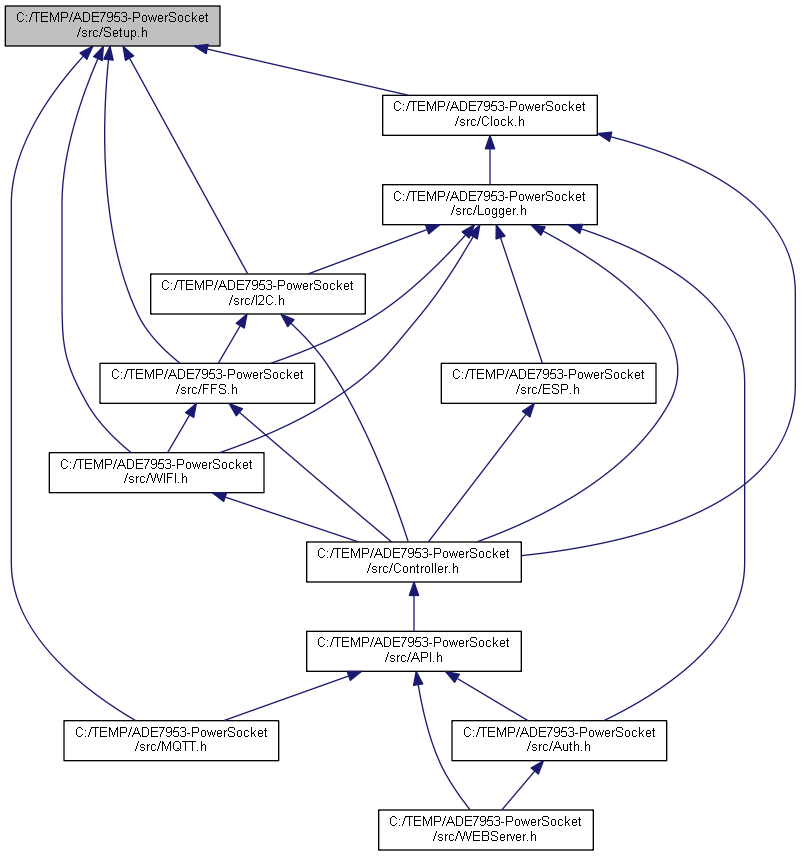 C:/TEMP/ADE7953-PowerSocket
/src/Setup.h
C:/TEMP/ADE7953-PowerSocket
/src/Clock.h
C:/TEMP/ADE7953-PowerSocket
/src/Logger.h
C:/TEMP/ADE7953-PowerSocket
/src/I2C.h
C:/TEMP/ADE7953-PowerSocket
/src/FFS.h
C:/TEMP/ADE7953-PowerSocket
/src/ESP.h
C:/TEMP/ADE7953-PowerSocket
/src/WIFI.h
C:/TEMP/ADE7953-PowerSocket
/src/Controller.h
C:/TEMP/ADE7953-PowerSocket
/src/API.h
C:/TEMP/ADE7953-PowerSocket
/src/MQTT.h
C:/TEMP/ADE7953-PowerSocket
/src/Auth.h
C:/TEMP/ADE7953-PowerSocket
/src/WEBServer.h